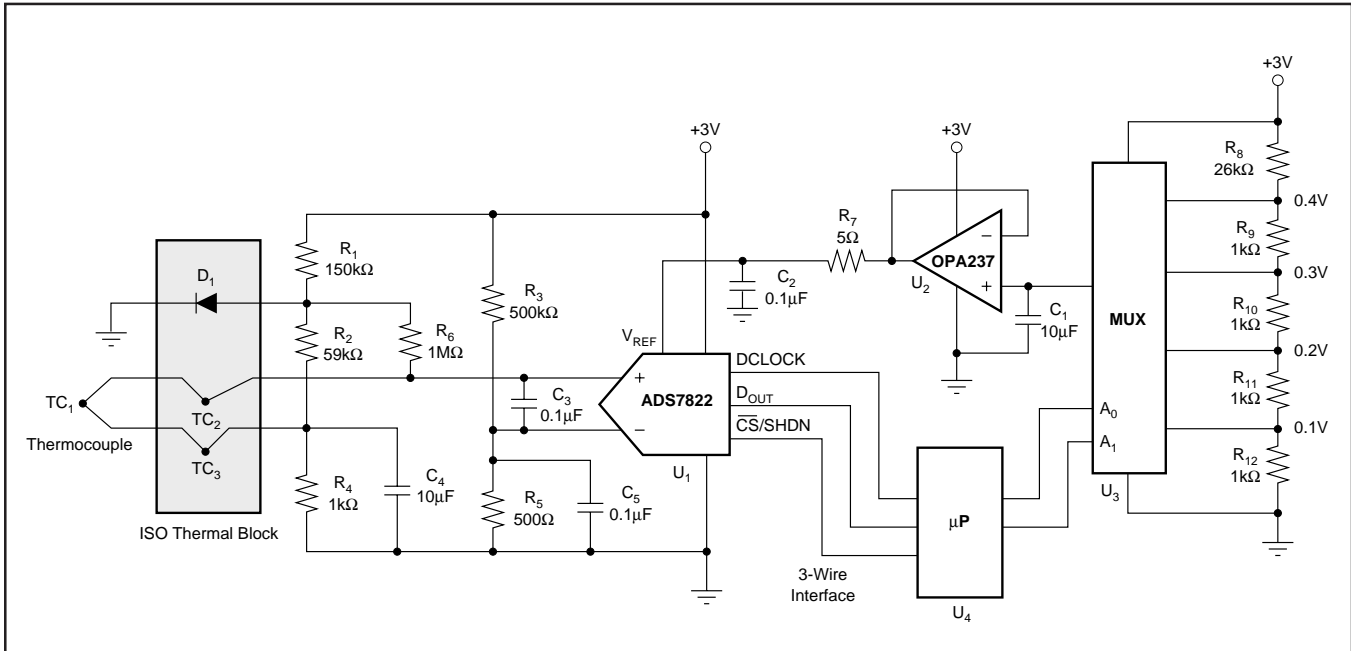 +3V
R8
26kΩ
0.4V
R9
1kΩ
0.3V
R10
1kΩ
0.2V
R11
1kΩ
0.1V
R12
1kΩ
MUX
A0
A1
U3
+3V
OPA237
−
+
U2
C1
10µF
R7
5Ω
C2
0.1µF
+3V
VREF
DCLOCK
DOUT
CS/SHDN
ADS7822
+
−
U1
R3
500kΩ
R5
500Ω
C3
0.1µF
C5
0.1µF
R1
150kΩ
R2
59kΩ
R6
1MΩ
R4
1kΩ
C4
10µF
D1
TC1
Thermocouple
TC2
TC3
ISO Thermal Block
3-Wire
Interface
µP
U4